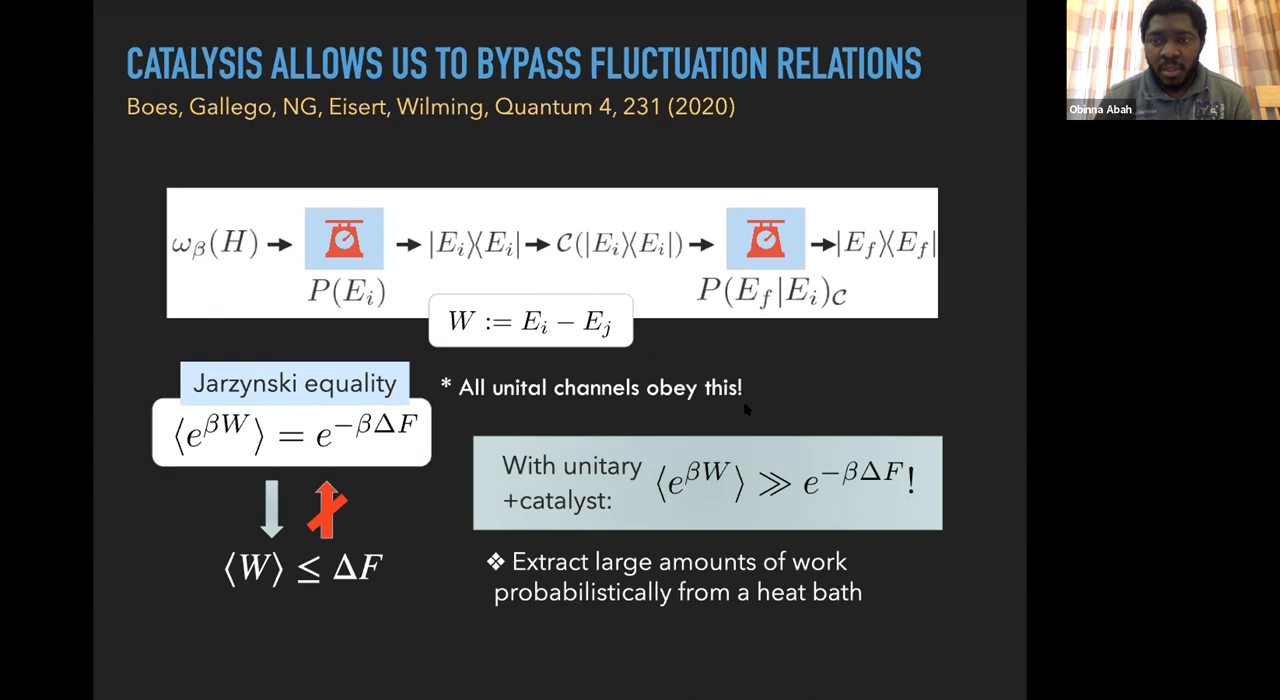 CATALYSIS ALLOWS US TO BYPASS FLUCTUATION RELATIONS
Boes, Gallego, NG, Eisert, Wilming, Quantum 4, 231 (2020)
Obinna Abah
ω_β(H) → → |E_i⟩⟨E_i| → 𝒞(|E_i⟩⟨E_i|) → → |E_f⟩⟨E_f|
P(E_i) P(E_f|E_i)_𝒞
W := E_i − E_j
Jarzynski equality
* All unital channels obey this!
⟨e^{βW}⟩ = e^{−βΔF}
With unitary
+catalyst: ⟨e^{βW}⟩ ≫ e^{−βΔF}!
⟨W⟩ ≤ ΔF
❖ Extract large amounts of work
probabilistically from a heat bath